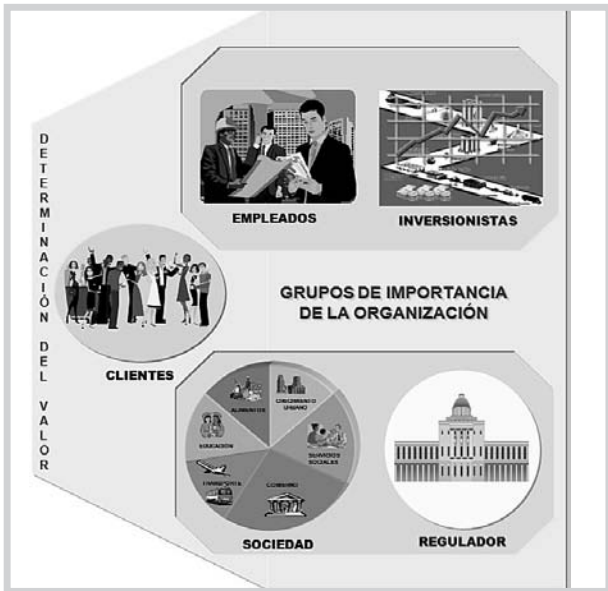 DETERMINACIÓN DEL VALOR
EMPLEADOS
INVERSIONISTAS
GRUPOS DE IMPORTANCIA
DE LA ORGANIZACIÓN
CLIENTES
ALIMENTOS
CRECIMIENTO
URBANO
EDUCACIÓN
SERVICIOS
SOCIALES
TRANSPORTE
GOBIERNO
SOCIEDAD
REGULADOR